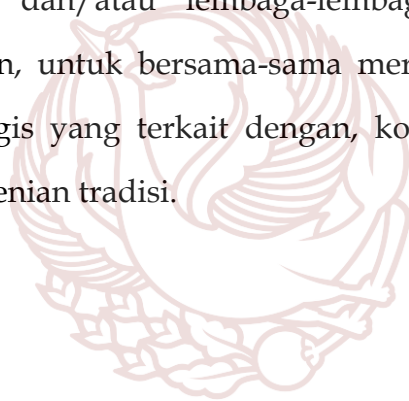 dan/atau lembaga-lembag
n, untuk bersama-sama mer
gis yang terkait dengan, ko
enian tradisi.